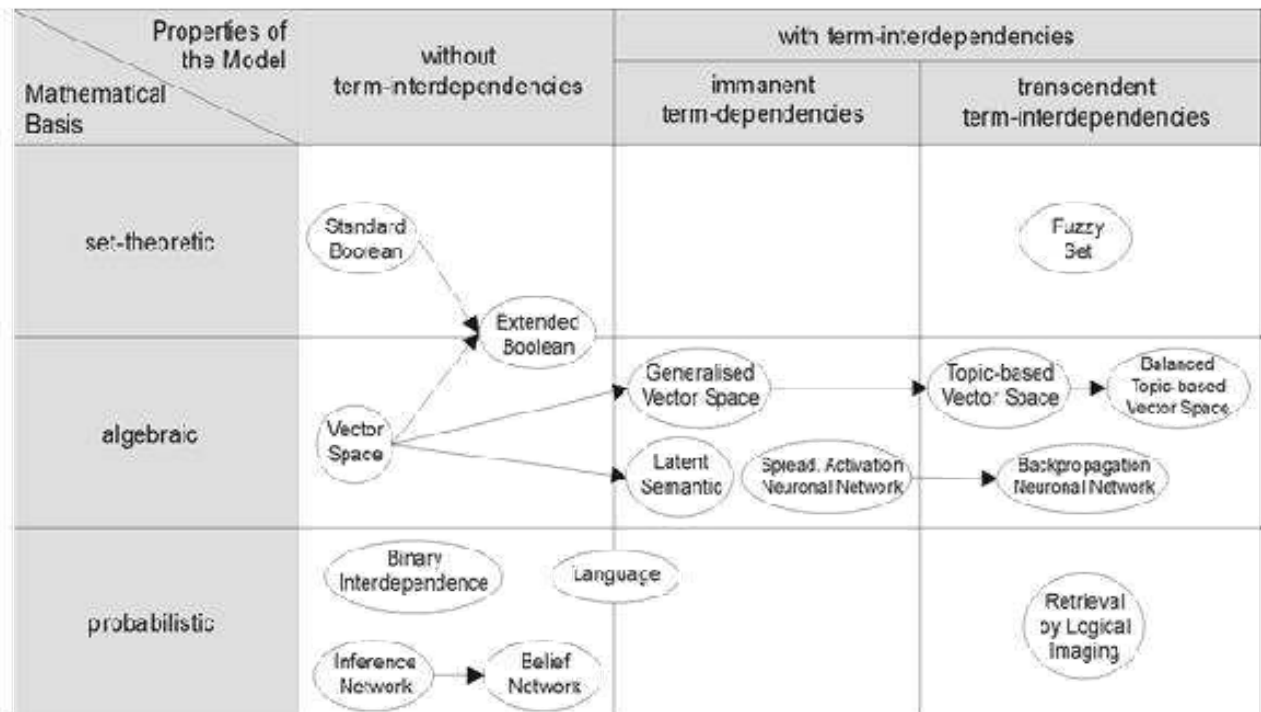 Properties of
the Model
Mathematical
Basis
without
term-interdependencies
with term-interdependencies
immanent
term-dependencies
transcendent
term-interdependencies
set-theoretic
Standard
Boolean
Fuzzy
Set
Extended
Boolean
algebraic
Vector
Space
Generalised
Vector Space
Topic-based
Vector Space
Balanced
Topic-based
Vector Space
Latent
Semantic
Spread. Activation
Neuronal Network
Backpropagation
Neuronal Network
probabilistic
Binary
Interdependence
Language
Retrieval
by Logical
Imaging
Inference
Network
Belief
Network